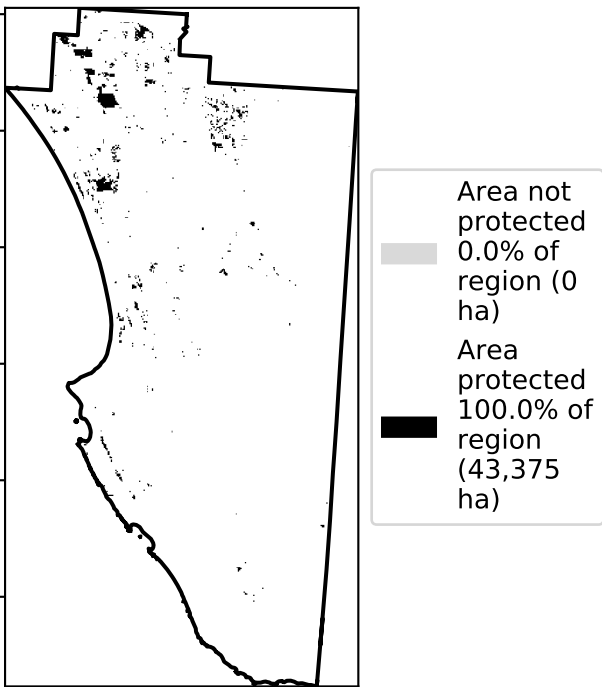 Area not
protected
0.0% of
region (0
ha)
Area
protected
100.0% of
region
(43,375
ha)